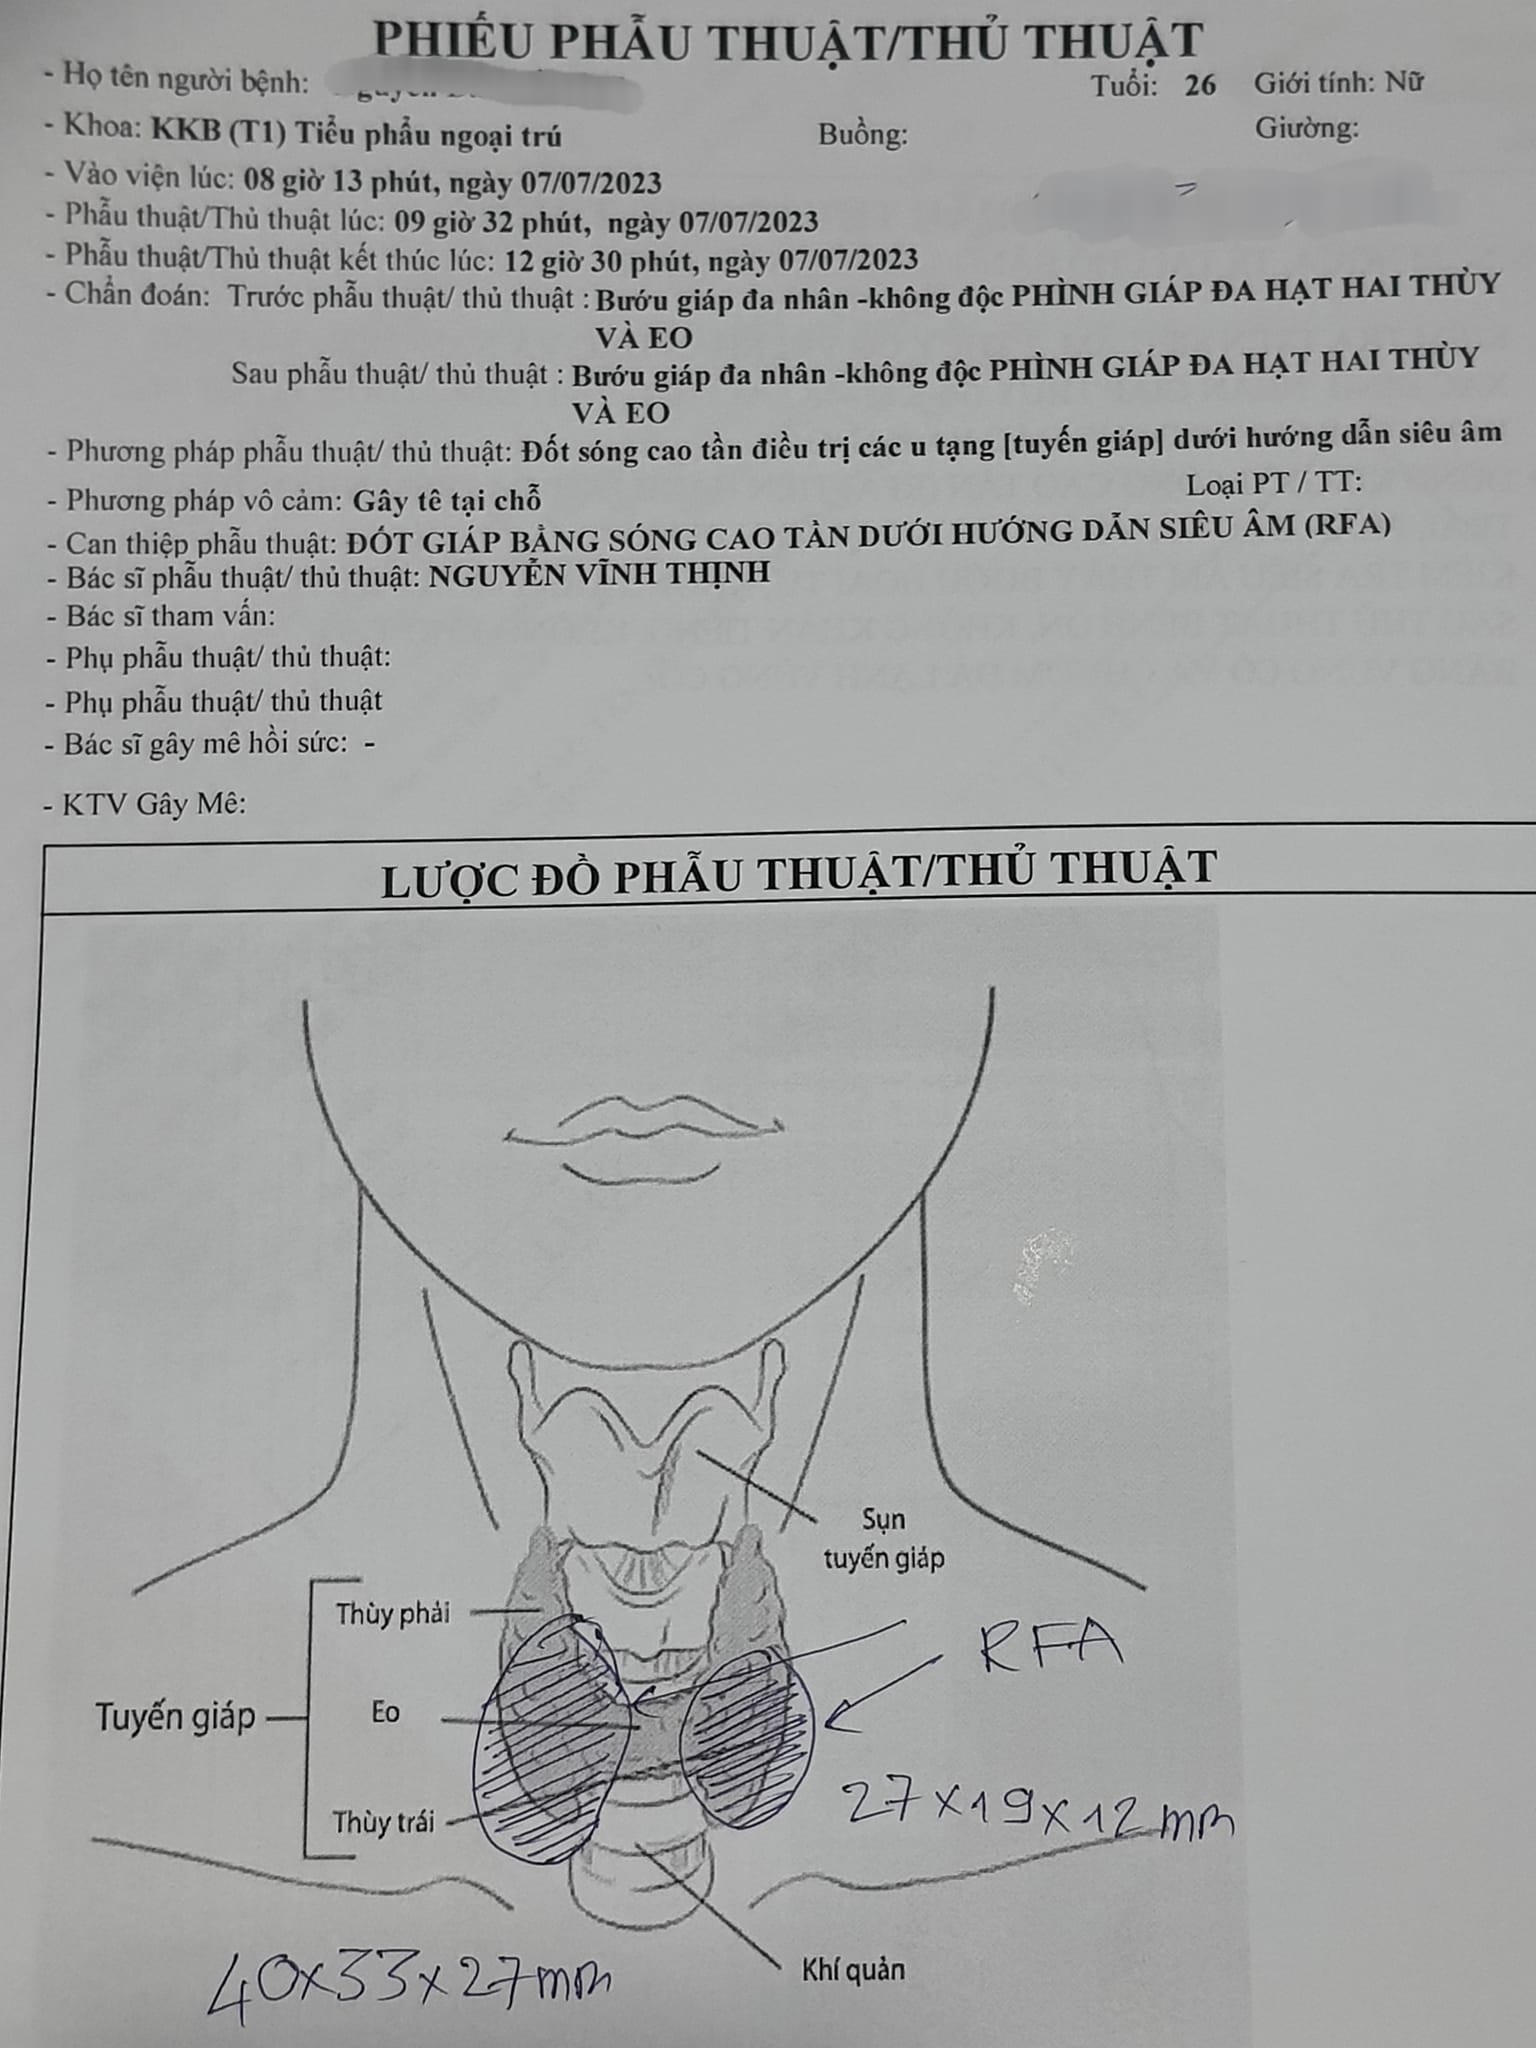 PHIẾU PHẪU THUẬT/THỦ THUẬT
- Họ tên người bệnh:
Tuổi: 26 Giới tính: Nữ
- Khoa: KKB (T1) Tiểu phẫu ngoại trú Buồng: Giường:
- Vào viện lúc: 08 giờ 13 phút, ngày 07/07/2023
- Phẫu thuật/Thủ thuật lúc: 09 giờ 32 phút, ngày 07/07/2023
- Phẫu thuật/Thủ thuật kết thúc lúc: 12 giờ 30 phút, ngày 07/07/2023
- Chẩn đoán: Trước phẫu thuật/ thủ thuật : Bướu giáp đa nhân -không độc PHÌNH GIÁP ĐA HẠT HAI THÙY
VÀ EO
Sau phẫu thuật/ thủ thuật : Bướu giáp đa nhân -không độc PHÌNH GIÁP ĐA HẠT HAI THÙY
VÀ EO
- Phương pháp phẫu thuật/ thủ thuật: Đốt sóng cao tần điều trị các u tạng [tuyến giáp] dưới hướng dẫn siêu âm
- Phương pháp vô cảm: Gây tê tại chỗ Loại PT / TT:
- Can thiệp phẫu thuật: ĐỐT GIÁP BẰNG SÓNG CAO TẦN DƯỚI HƯỚNG DẪN SIÊU ÂM (RFA)
- Bác sĩ phẫu thuật/ thủ thuật: NGUYỄN VĨNH THỊNH
- Bác sĩ tham vấn:
- Phụ phẫu thuật/ thủ thuật:
- Phụ phẫu thuật/ thủ thuật
- Bác sĩ gây mê hồi sức: -
- KTV Gây Mê:
LƯỢC ĐỒ PHẪU THUẬT/THỦ THUẬT
Sụn
tuyến giáp
Thùy phải
RFA
Tuyến giáp
Eo
27x19x12mm
Thùy trái
Khí quản
40x33x27mm